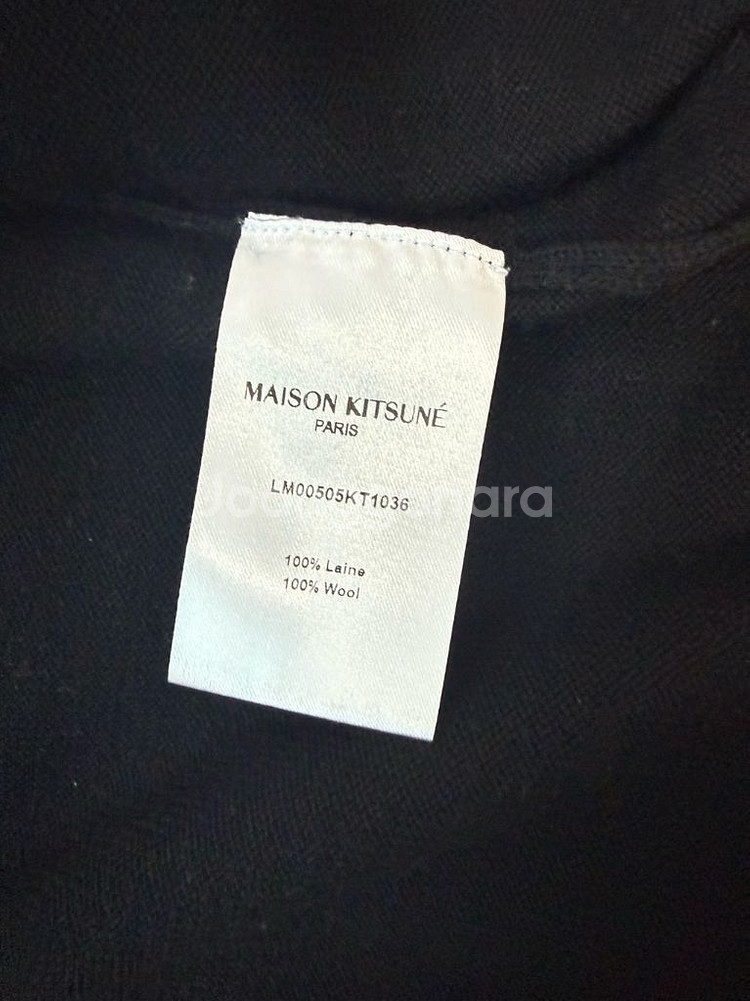 MAISON KITSUNÉ
PARIS
LM00505KT1036
100% Laine
100% Wool